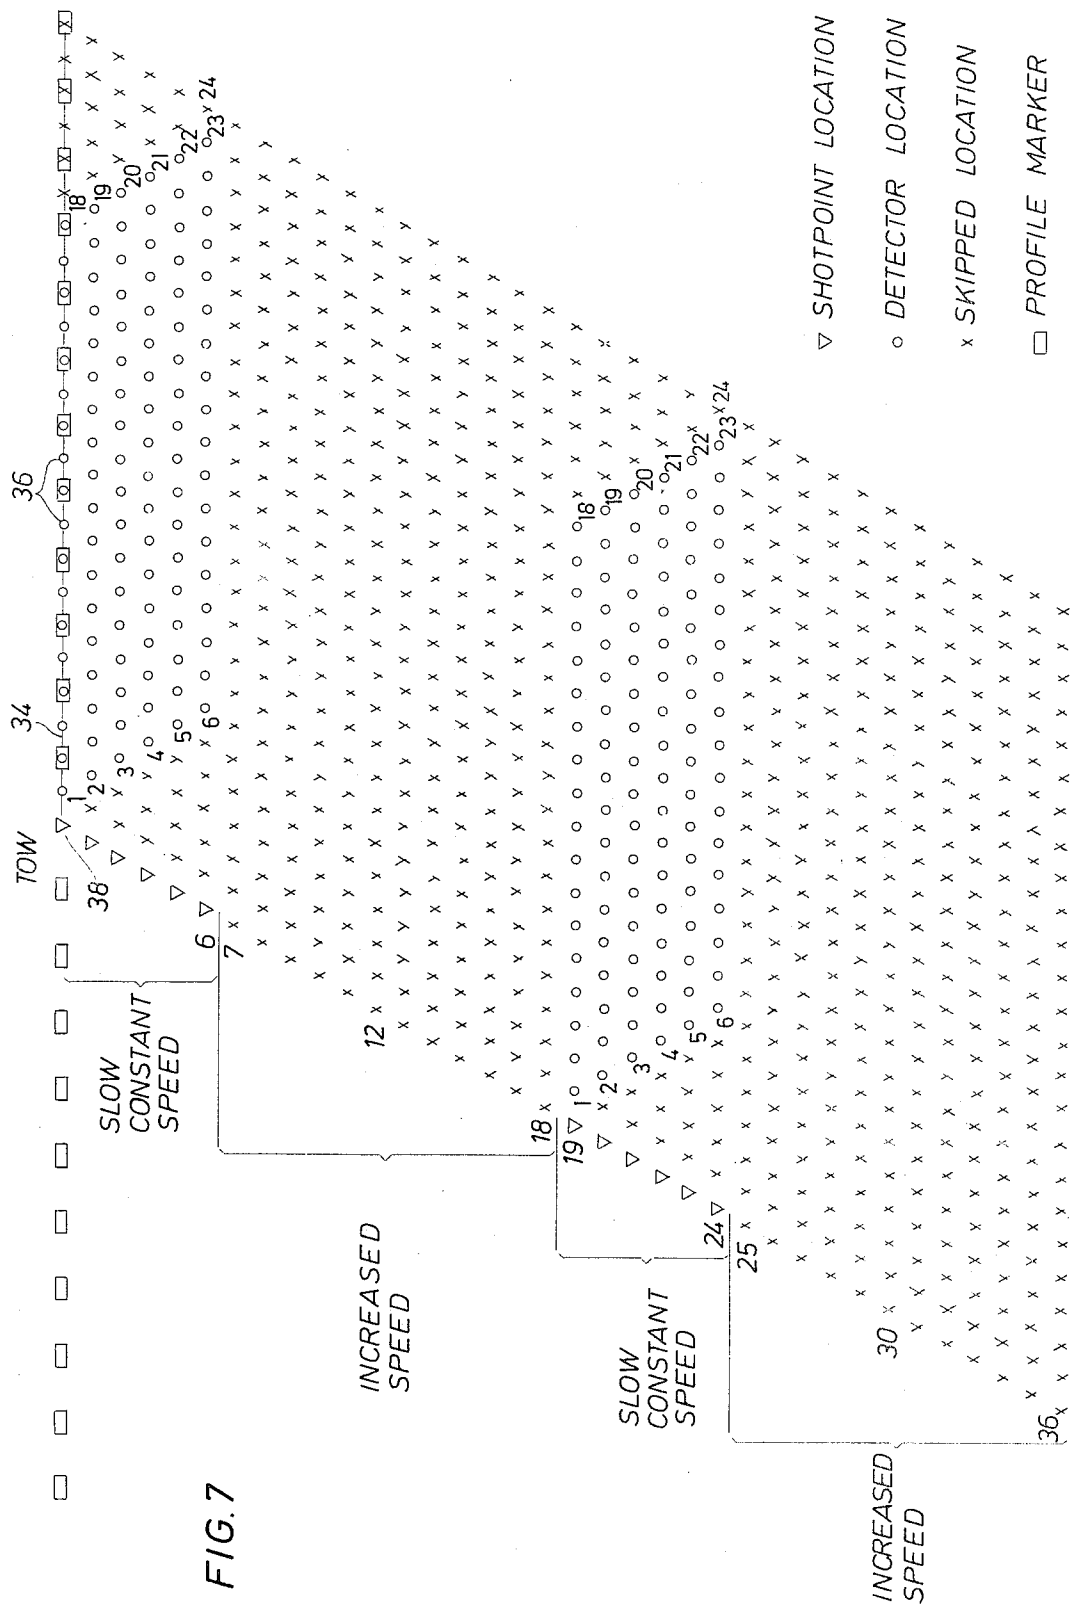 FIG. 7
TOW
34
36
38
1
2
3
4
5
6
18
19
20
21
22
23
24
6
7
12
18
19
1
2
3
4
5
6
18
19
20
21
22
23
24
24
25
30
36
SLOW
CONSTANT
SPEED
INCREASED
SPEED
SLOW
CONSTANT
SPEED
INCREASED
SPEED
SHOTPOINT LOCATION
DETECTOR LOCATION
x SKIPPED LOCATION
PROFILE MARKER